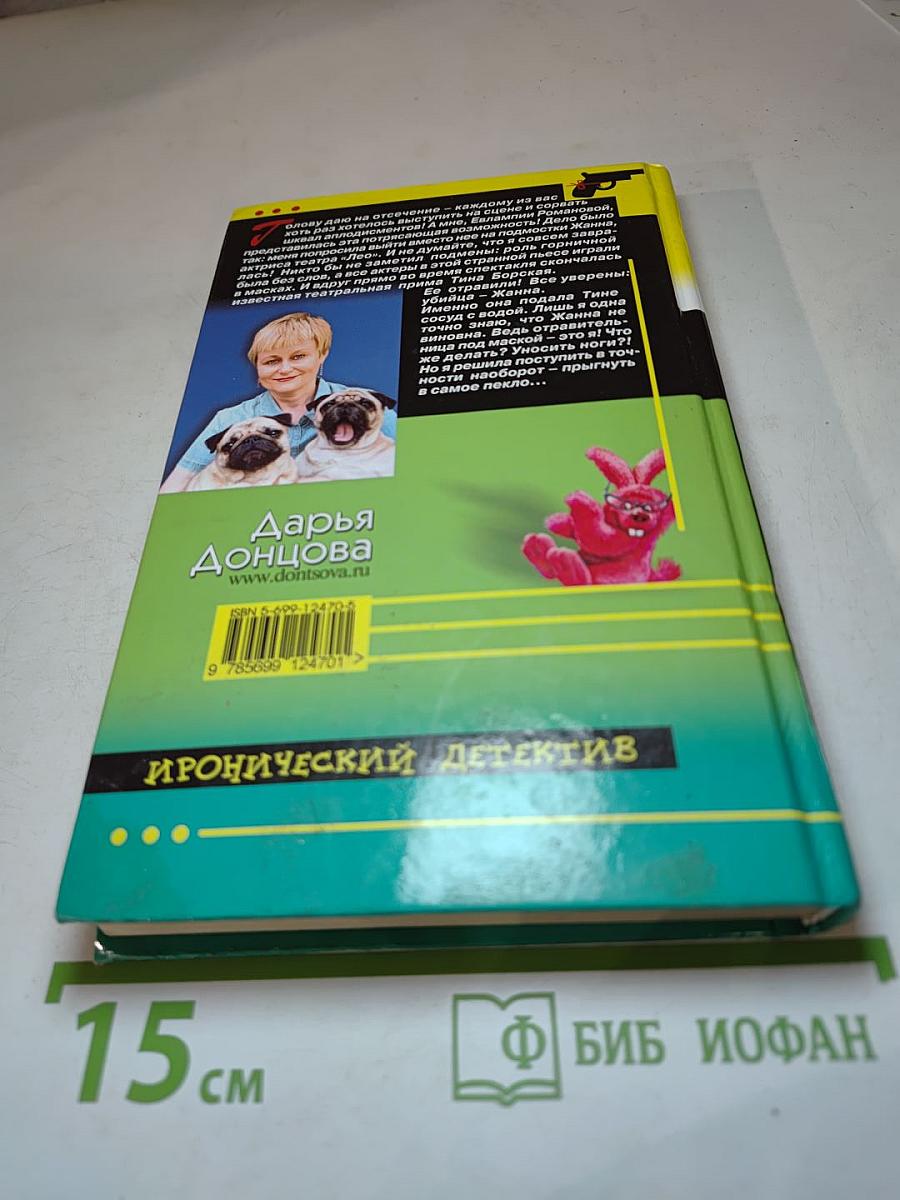 Голову даю на отсечение – каждому из вас
хоть раз хотелось выступить на сцене и сорвать
шквал аплодисментов! А мне, Евлампии Романовой,
представилась эта потрясающая возможность! Дело было
так: меня попросила выйти вместо нее на подмостки Жанна,
актриса театра «Лео». И не думайте, что я совсем завра-
лась! Никто бы не заметил подмены: роль горничной
была без слов, а все актеры в этой странной пьесе играли
в масках. И вдруг прямо во время спектакля скончалась
известная театральная прима Тина Борская.
Ее отравили! Все уверены:
убийца – Жанна.
Именно она подала Тине
сосуд с водой. Лишь я одна
точно знаю, что Жанна не
виновна. Ведь отравитель-
ница под маской – это я! Что
же делать? Уносить ноги?!
Но я решила поступить в точ-
ности наоборот – прыгнуть
в самое пекло...
Дарья
Донцова
www.dontsova.ru
ISBN 5-699-12470-5
9 785699 124701 >
ИРОНИЧЕСКИЙ ДЕТЕКТИВ
15 см
Ф БИБ ИОФАН